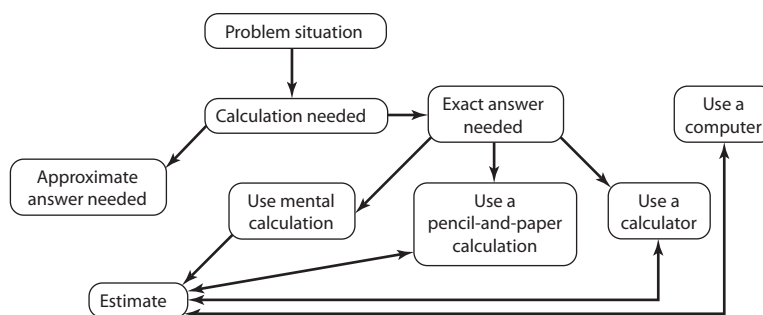 Problem situation
Calculation needed
Exact answer
needed
Use a
computer
Approximate
answer needed
Use mental
calculation
Use a
pencil-and-paper
calculation
Use a
calculator
Estimate